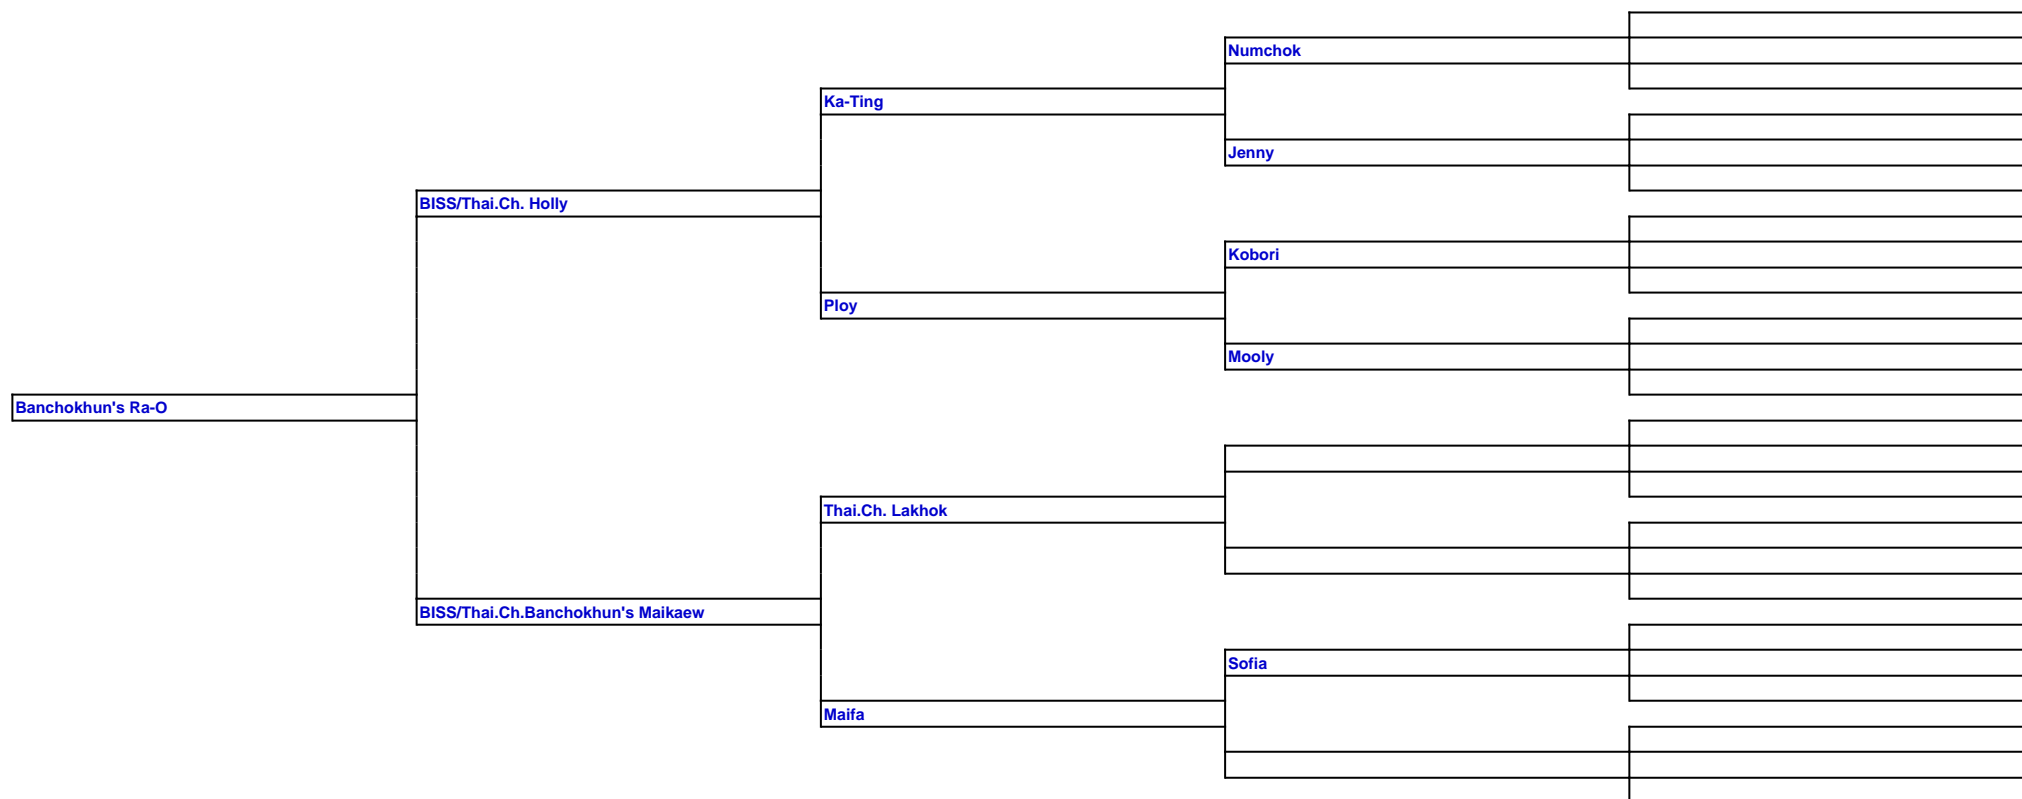 Numchok
Ka-Ting
Jenny
BISS/Thai.Ch. Holly
Kobori
Ploy
Mooly
Banchokhun's Ra-O
Thai.Ch. Lakhok
BISS/Thai.Ch.Banchokhun's Maikaew
Sofia
Maifa